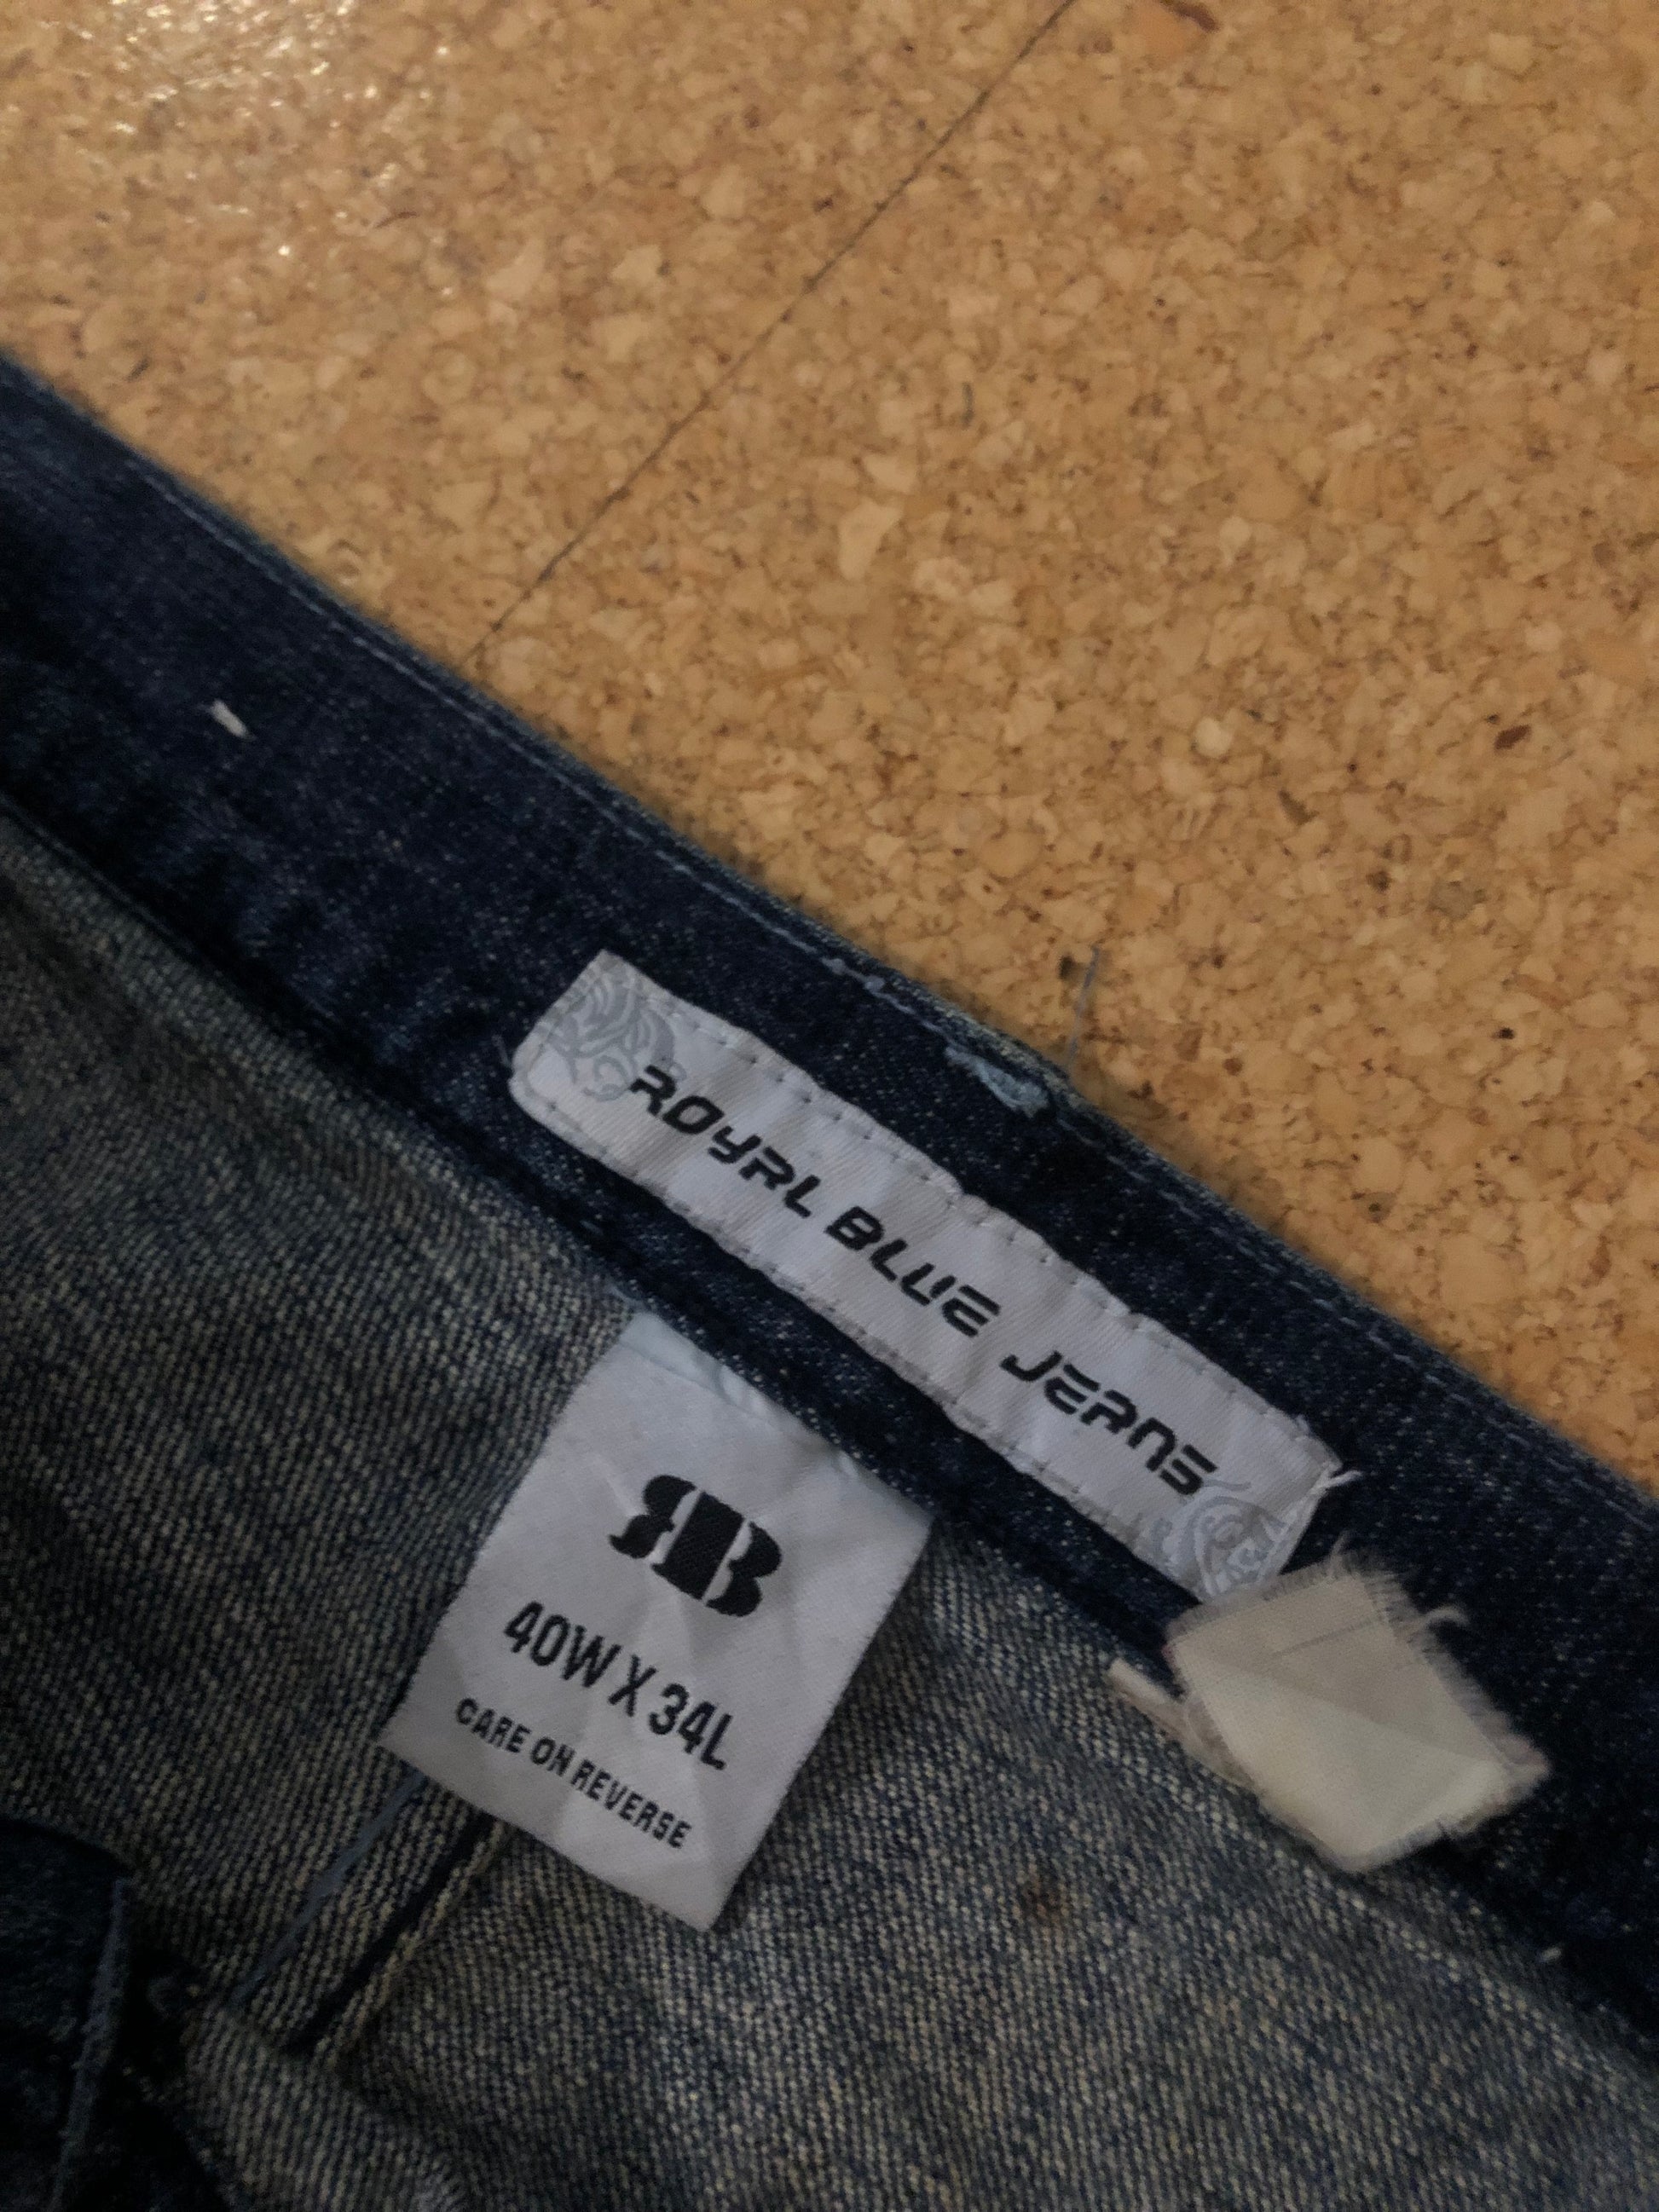 ROYAL BLUE JEANS
RB
40W X 34L
CARE ON REVERSE